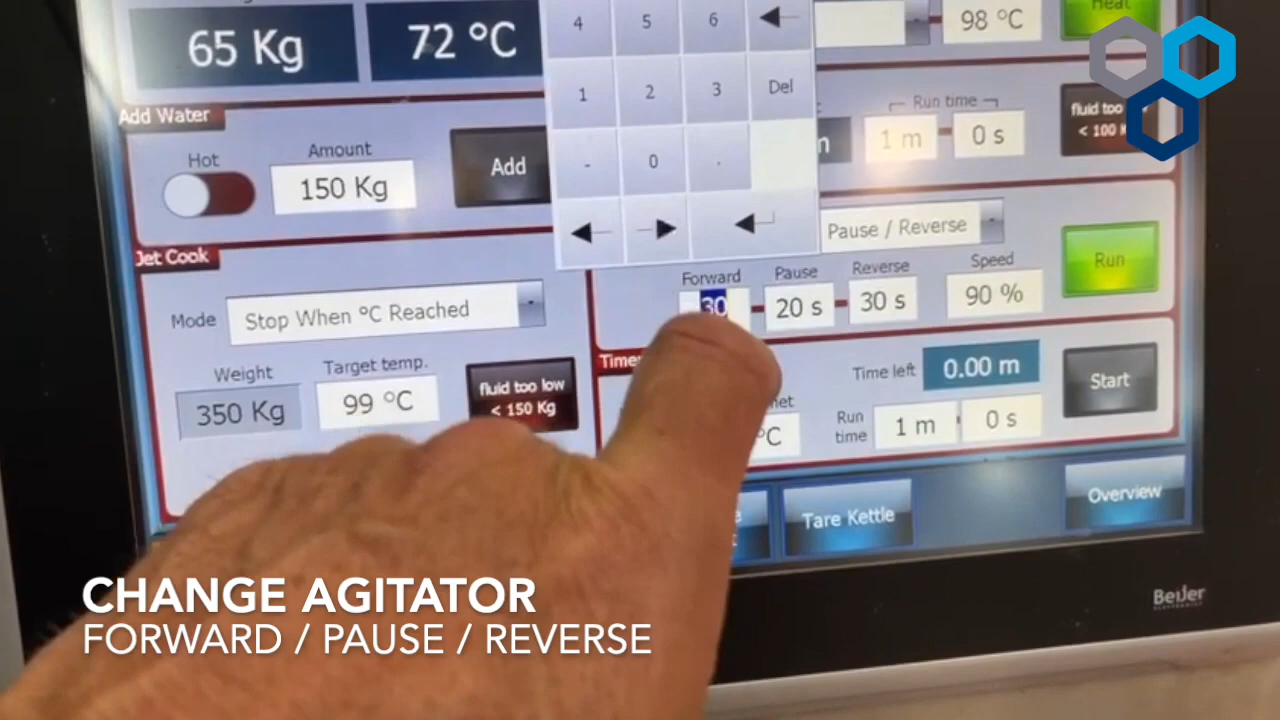 65 Kg
72 °C
4
5
6
98 °C
Heat
1
2
3
Del
Add Water
Hot
Amount
150 Kg
Add
-
0
.
Run time
1 m
0 s
fluid too
< 100 K
Jet Cook
Mode
Stop When °C Reached
Weight
350 Kg
Target temp.
99 °C
fluid too low
< 150 Kg
Pause / Reverse
Forward
30
Pause
20 s
Reverse
30 s
Speed
90 %
Run
Time left
0.00 m
Start
°C
Run
time
1 m
0 s
Tare Kettle
Overview
BeiJer
ELECTRONICS
CHANGE AGITATOR
FORWARD / PAUSE / REVERSE